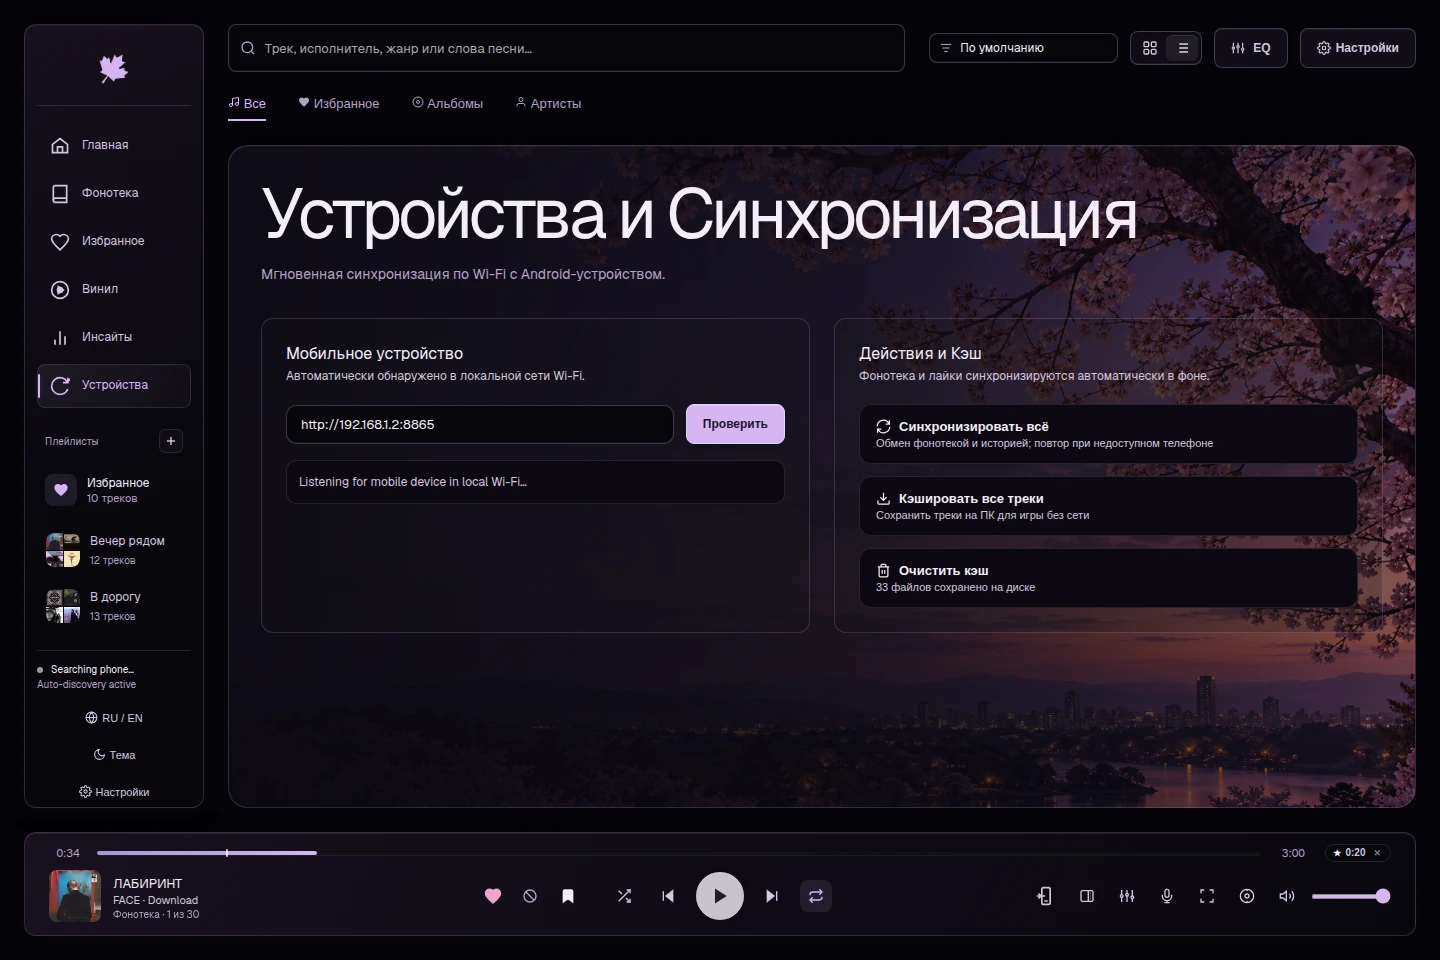 Трек, исполнитель, жанр или слова песни...
По умолчанию
EQ
Настройки
Все
Избранное
Альбомы
Артисты
Главная
Фонотека
Избранное
Винил
Инсайты
Устройства
Плейлисты
Избранное
10 треков
Вечер рядом
12 треков
В дорогу
13 треков
Searching phone...
Auto-discovery active
RU / EN
Тема
Настройки
Устройства и Синхронизация
Мгновенная синхронизация по Wi-Fi с Android-устройством.
Мобильное устройство
Автоматически обнаружено в локальной сети Wi-Fi.
http://192.168.1.2:8865
Проверить
Listening for mobile device in local Wi-Fi...
Действия и Кэш
Фонотека и лайки синхронизируются автоматически в фоне.
Синхронизировать всё
Обмен фонотекой и историей; повтор при недоступном телефоне
Кэшировать все треки
Сохранить треки на ПК для игры без сети
Очистить кэш
33 файлов сохранено на диске
0:34
3:00
★ 0:20 ×
ЛАБИРИНТ
FACE · Download
Фонотека · 1 из 30